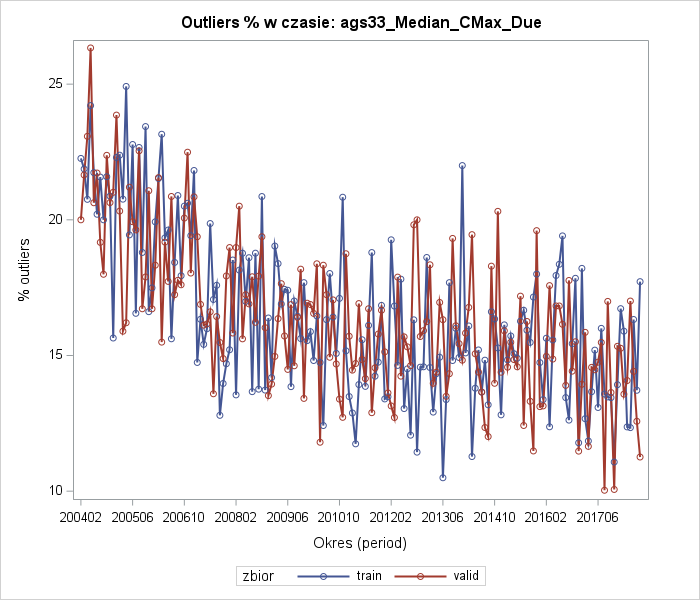 Outliers % w czasie: ags33_Median_CMax_Due
% outliers
25
20
15
10
200402 200506 200610 200802 200906 201010 201202 201306 201410 201602 201706
Okres (period)
zbior train valid